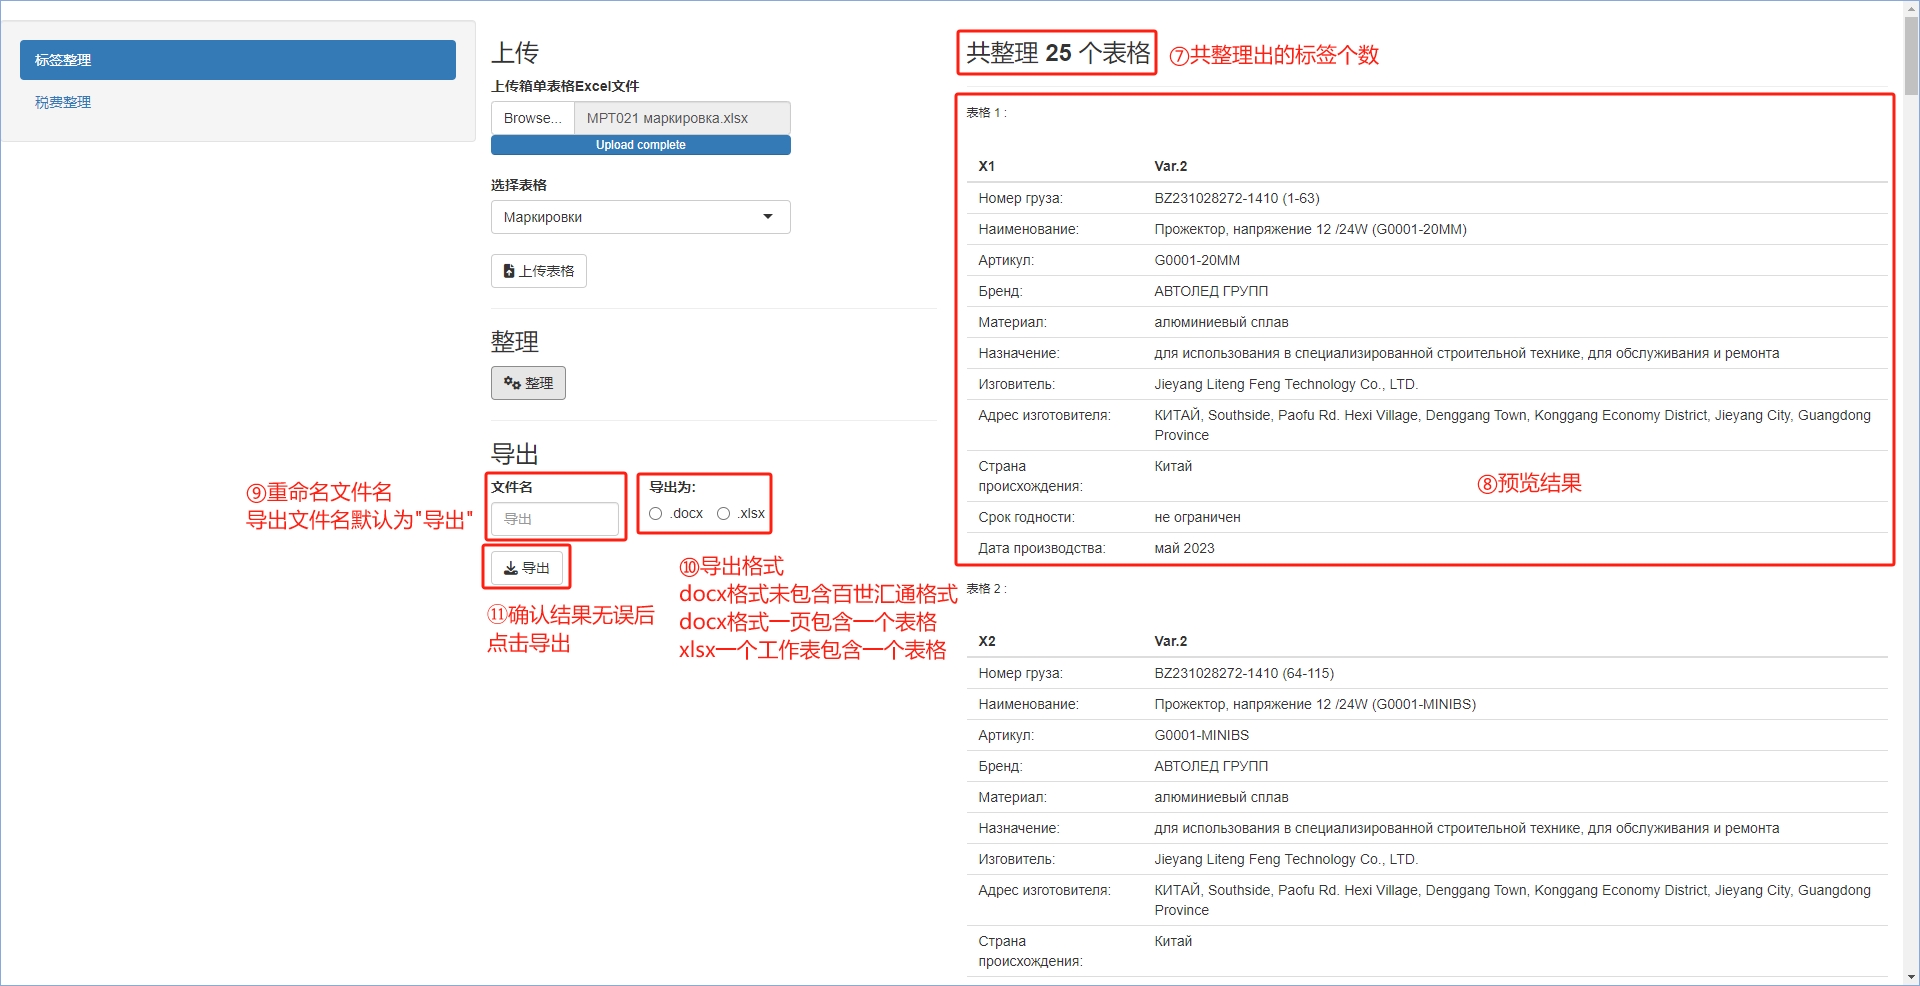 标签整理
税费整理
上传
上传箱单表格Excel文件
Browse...
MPT021 маркировка.xlsx
Upload complete
选择表格
Маркировки
上传表格
整理
整理
导出
文件名
导出
导出为:
.docx
.xlsx
导出
⑨重命名文件名
导出文件名默认为"导出"
⑩导出格式
docx格式未包含百世汇通格式
docx格式一页包含一个表格
xlsx一个工作表包含一个表格
⑪确认结果无误后
点击导出
共整理 25 个表格
⑦共整理出的标签个数
表格 1 :
X1 Var.2
Номер груза: BZ231028272-1410 (1-63)
Наименование: Прожектор, напряжение 12 /24W (G0001-20MM)
Артикул: G0001-20MM
Бренд: АВТОЛЕД ГРУПП
Материал: алюминиевый сплав
Назначение: для использования в специализированной строительной технике, для обслуживания и ремонта
Изговитель: Jieyang Liteng Feng Technology Co., LTD.
Адрес изготовителя: КИТАЙ, Southside, Paofu Rd. Hexi Village, Denggang Town, Konggang Economy District, Jieyang City, Guangdong
Province
Страна Китай
происхождения:
⑧预览结果
Срок годности: не ограничен
Дата производства: май 2023
表格 2 :
X2 Var.2
Номер груза: BZ231028272-1410 (64-115)
Наименование: Прожектор, напряжение 12 /24W (G0001-MINIBS)
Артикул: G0001-MINIBS
Бренд: АВТОЛЕД ГРУПП
Материал: алюминиевый сплав
Назначение: для использования в специализированной строительной технике, для обслуживания и ремонта
Изговитель: Jieyang Liteng Feng Technology Co., LTD.
Адрес изготовителя: КИТАЙ, Southside, Paofu Rd. Hexi Village, Denggang Town, Konggang Economy District, Jieyang City, Guangdong
Province
Страна Китай
происхождения: